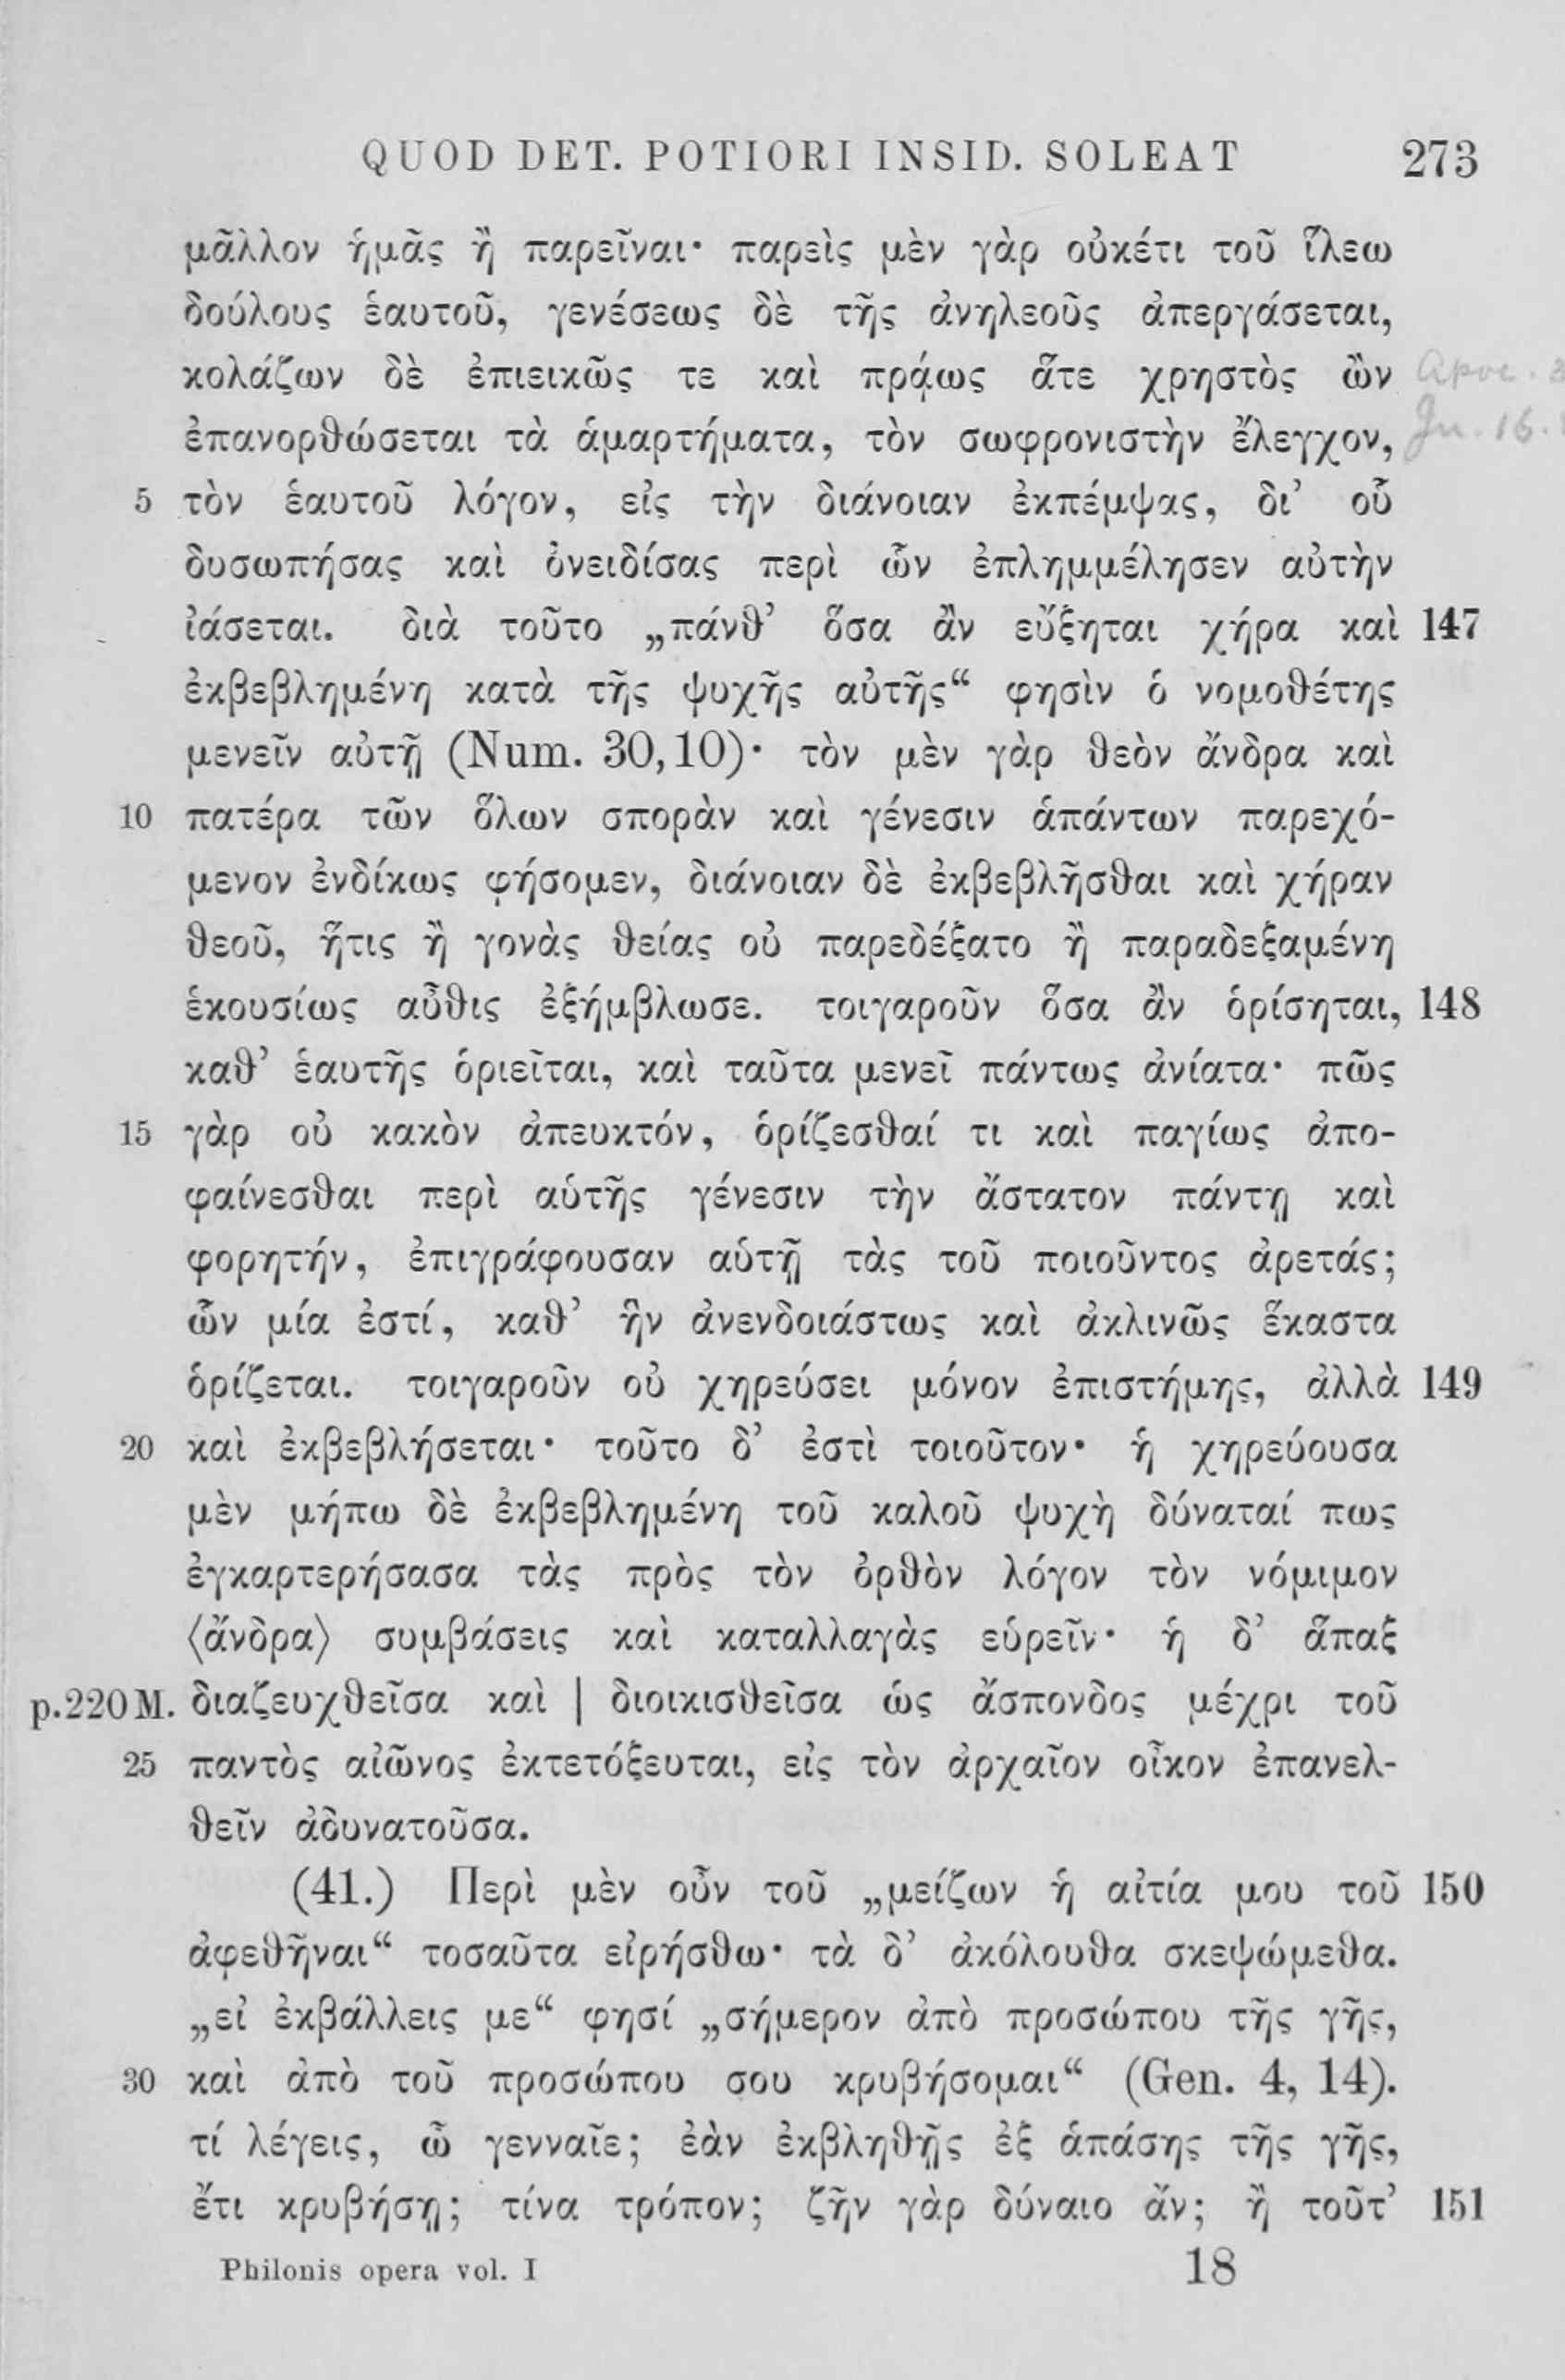 QUOD DET. POTIORI INSID. SOLEAT 273
μᾶλλον ἡμᾶς ἢ παρεῖναι· παρεὶς μὲν γὰρ οὐκέτι τοῦ ἵλεω
δούλους ἑαυτοῦ, γενέσεως δὲ τῆς ἀνηλεοῦς ἀπεργάσεται,
κολάζων δὲ ἐπιεικῶς τε καὶ πρᾴως ἅτε χρηστὸς ὢν
ἐπανορθώσεται τὰ ἁμαρτήματα, τὸν σωφρονιστὴν ἔλεγχον,
5 τὸν ἑαυτοῦ λόγον, εἰς τὴν διάνοιαν ἐκπέμψας, δι’ οὗ
δυσωπήσας καὶ ὀνειδίσας περὶ ὧν ἐπλημμέλησεν αὐτὴν
ἰάσεται. διὰ τοῦτο „πάνθ’ ὅσα ἂν εὔξηται χήρα καὶ 147
ἐκβεβλημένη κατὰ τῆς ψυχῆς αὐτῆς“ φησὶν ὁ νομοθέτης
μενεῖν αὐτῇ (Num. 30,10)· τὸν μὲν γὰρ θεὸν ἄνδρα καὶ
10 πατέρα τῶν ὅλων σπορὰν καὶ γένεσιν ἁπάντων παρεχό-
μενον ἐνδίκως φήσομεν, διάνοιαν δὲ ἐκβεβλῆσθαι καὶ χήραν
θεοῦ, ἥτις ἢ γονὰς θείας οὐ παρεδέξατο ἢ παραδεξαμένη
ἑκουσίως αὖθις ἐξήμβλωσε. τοιγαροῦν ὅσα ἂν ὁρίσηται, 148
καθ’ ἑαυτῆς ὁριεῖται, καὶ ταῦτα μενεῖ πάντως ἀνίατα· πῶς
15 γὰρ οὐ κακὸν ἀπευκτόν, ὁρίζεσθαί τι καὶ παγίως ἀπο-
φαίνεσθαι περὶ αὑτῆς γένεσιν τὴν ἄστατον πάντῃ καὶ
φορητήν, ἐπιγράφουσαν αὑτῇ τὰς τοῦ ποιοῦντος ἀρετάς;
ὧν μία ἐστί, καθ’ ἣν ἀνενδοιάστως καὶ ἀκλινῶς ἕκαστα
ὁρίζεται. τοιγαροῦν οὐ χηρεύσει μόνον ἐπιστήμης, ἀλλὰ 149
20 καὶ ἐκβεβλήσεται· τοῦτο δ’ ἐστὶ τοιοῦτον· ἡ χηρεύουσα
μὲν μήπω δὲ ἐκβεβλημένη τοῦ καλοῦ ψυχὴ δύναταί πως
ἐγκαρτερήσασα τὰς πρὸς τὸν ὀρθὸν λόγον τὸν νόμιμον
⟨ἄνδρα⟩ συμβάσεις καὶ καταλλαγὰς εὑρεῖν· ἡ δ’ ἅπαξ
p.220M. διαζευχθεῖσα καὶ | διοικισθεῖσα ὡς ἄσπονδος μέχρι τοῦ
25 παντὸς αἰῶνος ἐκτετόξευται, εἰς τὸν ἀρχαῖον οἶκον ἐπανελ-
θεῖν ἀδυνατοῦσα.
(41.) Περὶ μὲν οὖν τοῦ „μείζων ἡ αἰτία μου τοῦ 150
ἀφεθῆναι“ τοσαῦτα εἰρήσθω· τὰ δ’ ἀκόλουθα σκεψώμεθα.
„εἰ ἐκβάλλεις με“ φησί „σήμερον ἀπὸ προσώπου τῆς γῆς,
30 καὶ ἀπὸ τοῦ προσώπου σου κρυβήσομαι“ (Gen. 4, 14).
τί λέγεις, ὦ γενναῖε; ἐὰν ἐκβληθῇς ἐξ ἁπάσης τῆς γῆς,
ἔτι κρυβήσῃ; τίνα τρόπον; ζῆν γὰρ δύναιο ἄν; ἢ τοῦτ’ 151
Philonis opera vol. I 18